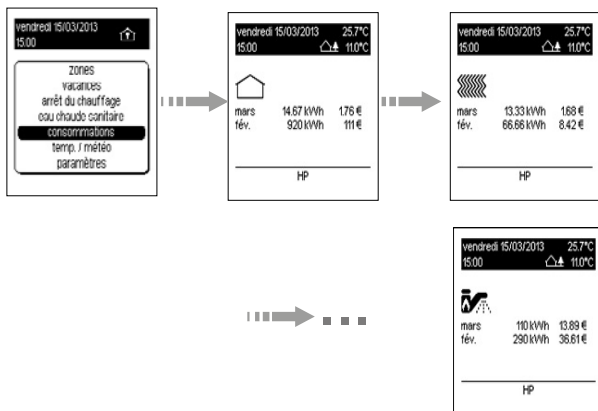 vendredi 15/03/2013
15:00
zones
vacances
arrêt du chauffage
eau chaude sanitaire
consommations
temp. / météo
paramètres
vendredi 15/03/2013 25.7°C
15:00 11.0°C
mars 14.67 kWh 1.76 €
fév. 920 kWh 111 €
HP
vendredi 15/03/2013 25.7°C
15:00 11.0°C
mars 13.33 kWh 1.68 €
fév. 66.66 kWh 8.42 €
HP
vendredi 15/03/2013 25.7°C
15:00 11.0°C
mars 110 kWh 13.89 €
fév. 290 kWh 36.61 €
HP